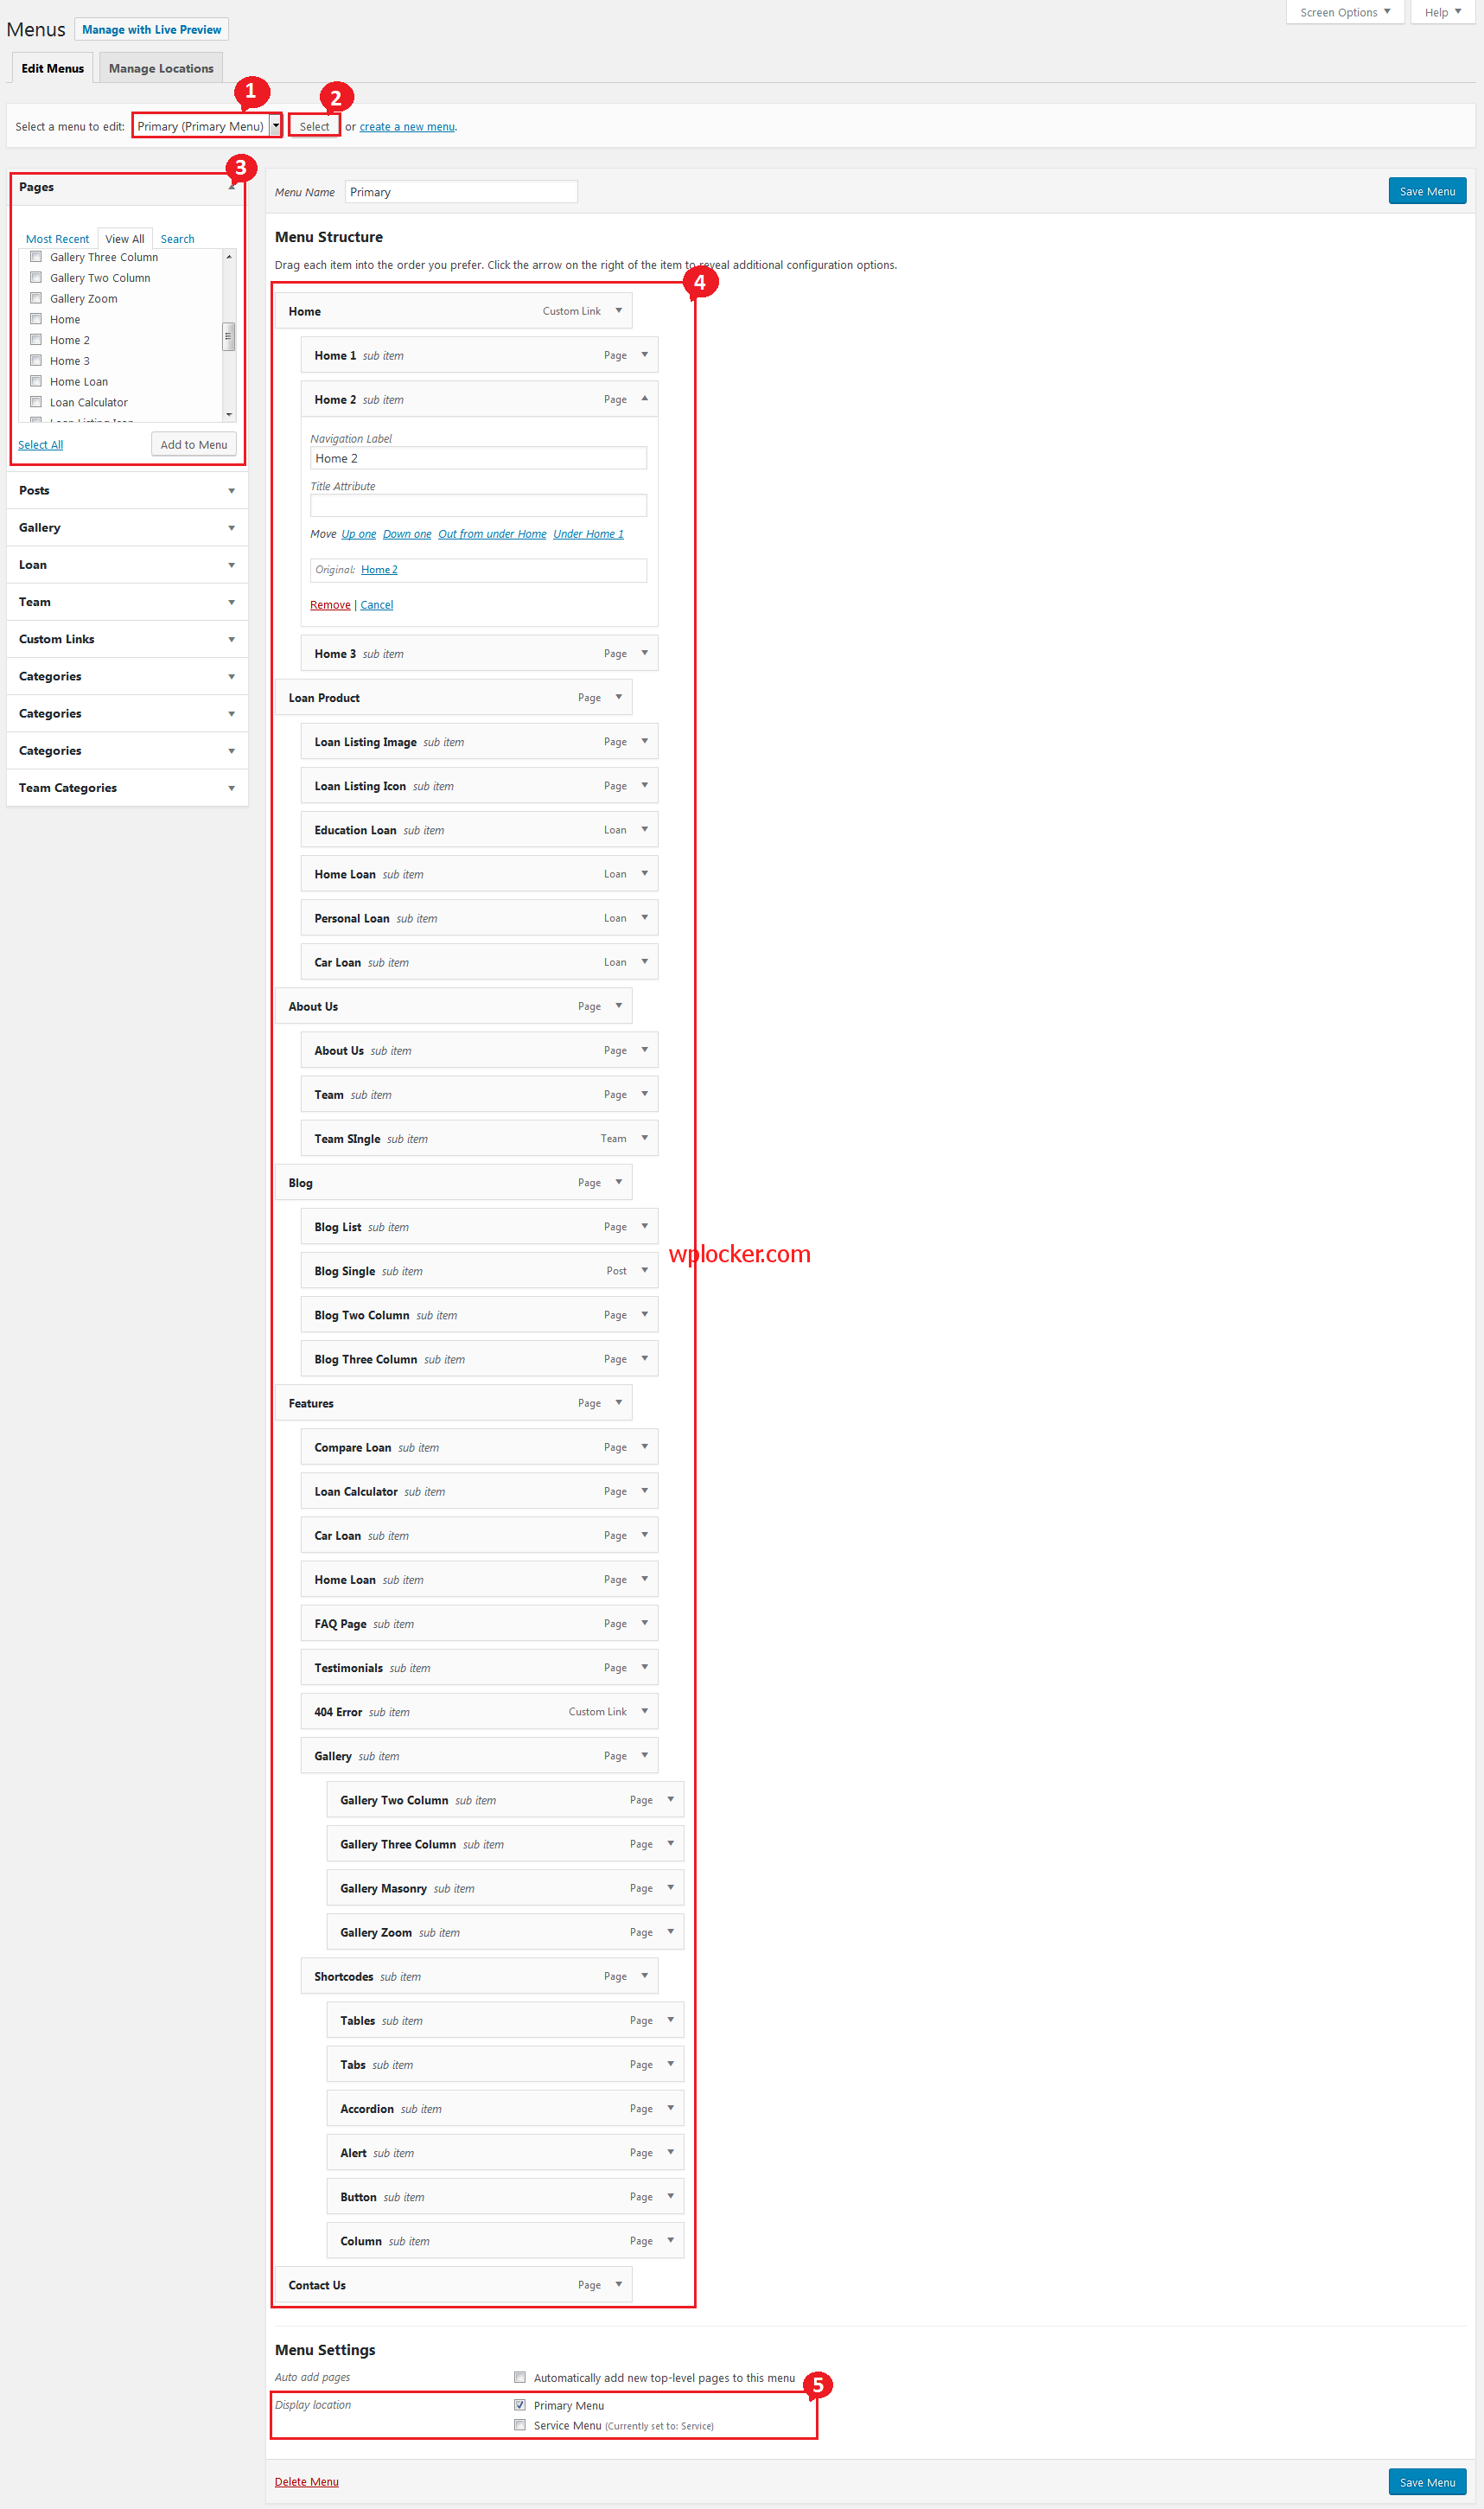 Screen Options Help
Menus Manage with Live Preview
Edit Menus Manage Locations
1 2
Select a menu to edit: Primary (Primary Menu) Select or create a new menu.
3
Pages
Most Recent View All Search
Gallery Three Column
Gallery Two Column
Gallery Zoom
Home
Home 2
Home 3
Home Loan
Loan Calculator
Select All Add to Menu
Posts
Gallery
Loan
Team
Custom Links
Categories
Categories
Categories
Team Categories
Menu Name Primary Save Menu
Menu Structure
Drag each item into the order you prefer. Click the arrow on the right of the item to reveal additional configuration options.
4
Home Custom Link
Home 1 sub item Page
Home 2 sub item Page
Navigation Label
Home 2
Title Attribute
Move Up one Down one Out from under Home Under Home 1
Original: Home 2
Remove | Cancel
Home 3 sub item Page
Loan Product Page
Loan Listing Image sub item Page
Loan Listing Icon sub item Page
Education Loan sub item Loan
Home Loan sub item Loan
Personal Loan sub item Loan
Car Loan sub item Loan
About Us Page
About Us sub item Page
Team sub item Page
Team SIngle sub item Team
Blog Page
Blog List sub item Page
wplocker.com
Blog Single sub item Post
Blog Two Column sub item Page
Blog Three Column sub item Page
Features Page
Compare Loan sub item Page
Loan Calculator sub item Page
Car Loan sub item Page
Home Loan sub item Page
FAQ Page sub item Page
Testimonials sub item Page
404 Error sub item Custom Link
Gallery sub item Page
Gallery Two Column sub item Page
Gallery Three Column sub item Page
Gallery Masonry sub item Page
Gallery Zoom sub item Page
Shortcodes sub item Page
Tables sub item Page
Tabs sub item Page
Accordion sub item Page
Alert sub item Page
Button sub item Page
Column sub item Page
Contact Us Page
Menu Settings
Auto add pages Automatically add new top-level pages to this menu
5
Display location Primary Menu
Service Menu (Currently set to: Service)
Delete Menu Save Menu